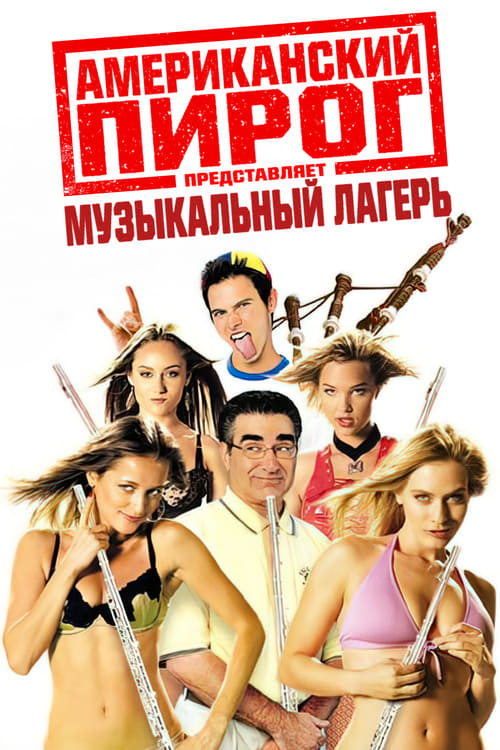 АМЕРИКАНСКИЙ
ПИРОГ
ПРЕДСТАВЛЯЕТ
МУЗЫКАЛЬНЫЙ ЛАГЕРЬ